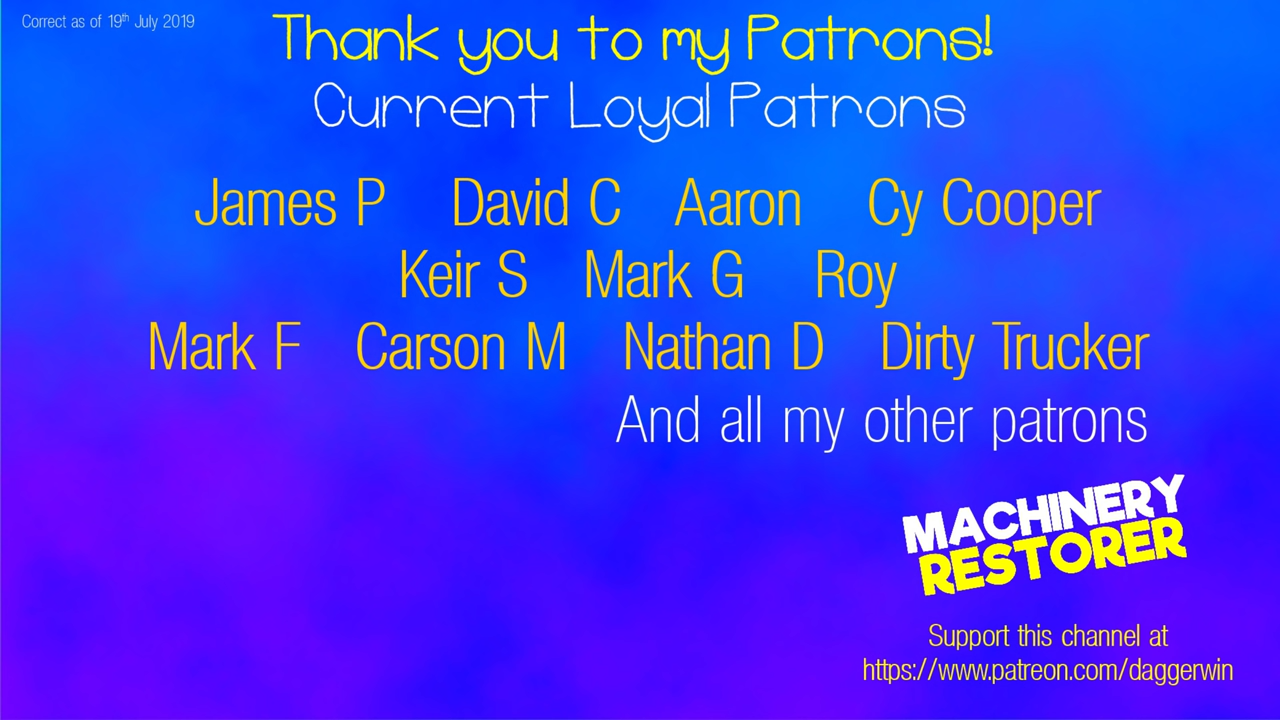 Correct as of 19th July 2019
Thank you to my Patrons!
Current Loyal Patrons
James P David C Aaron Cy Cooper
Keir S Mark G Roy
Mark F Carson M Nathan D Dirty Trucker
And all my other patrons
MACHINERY
RESTORER
Support this channel at
https://www.patreon.com/daggerwin